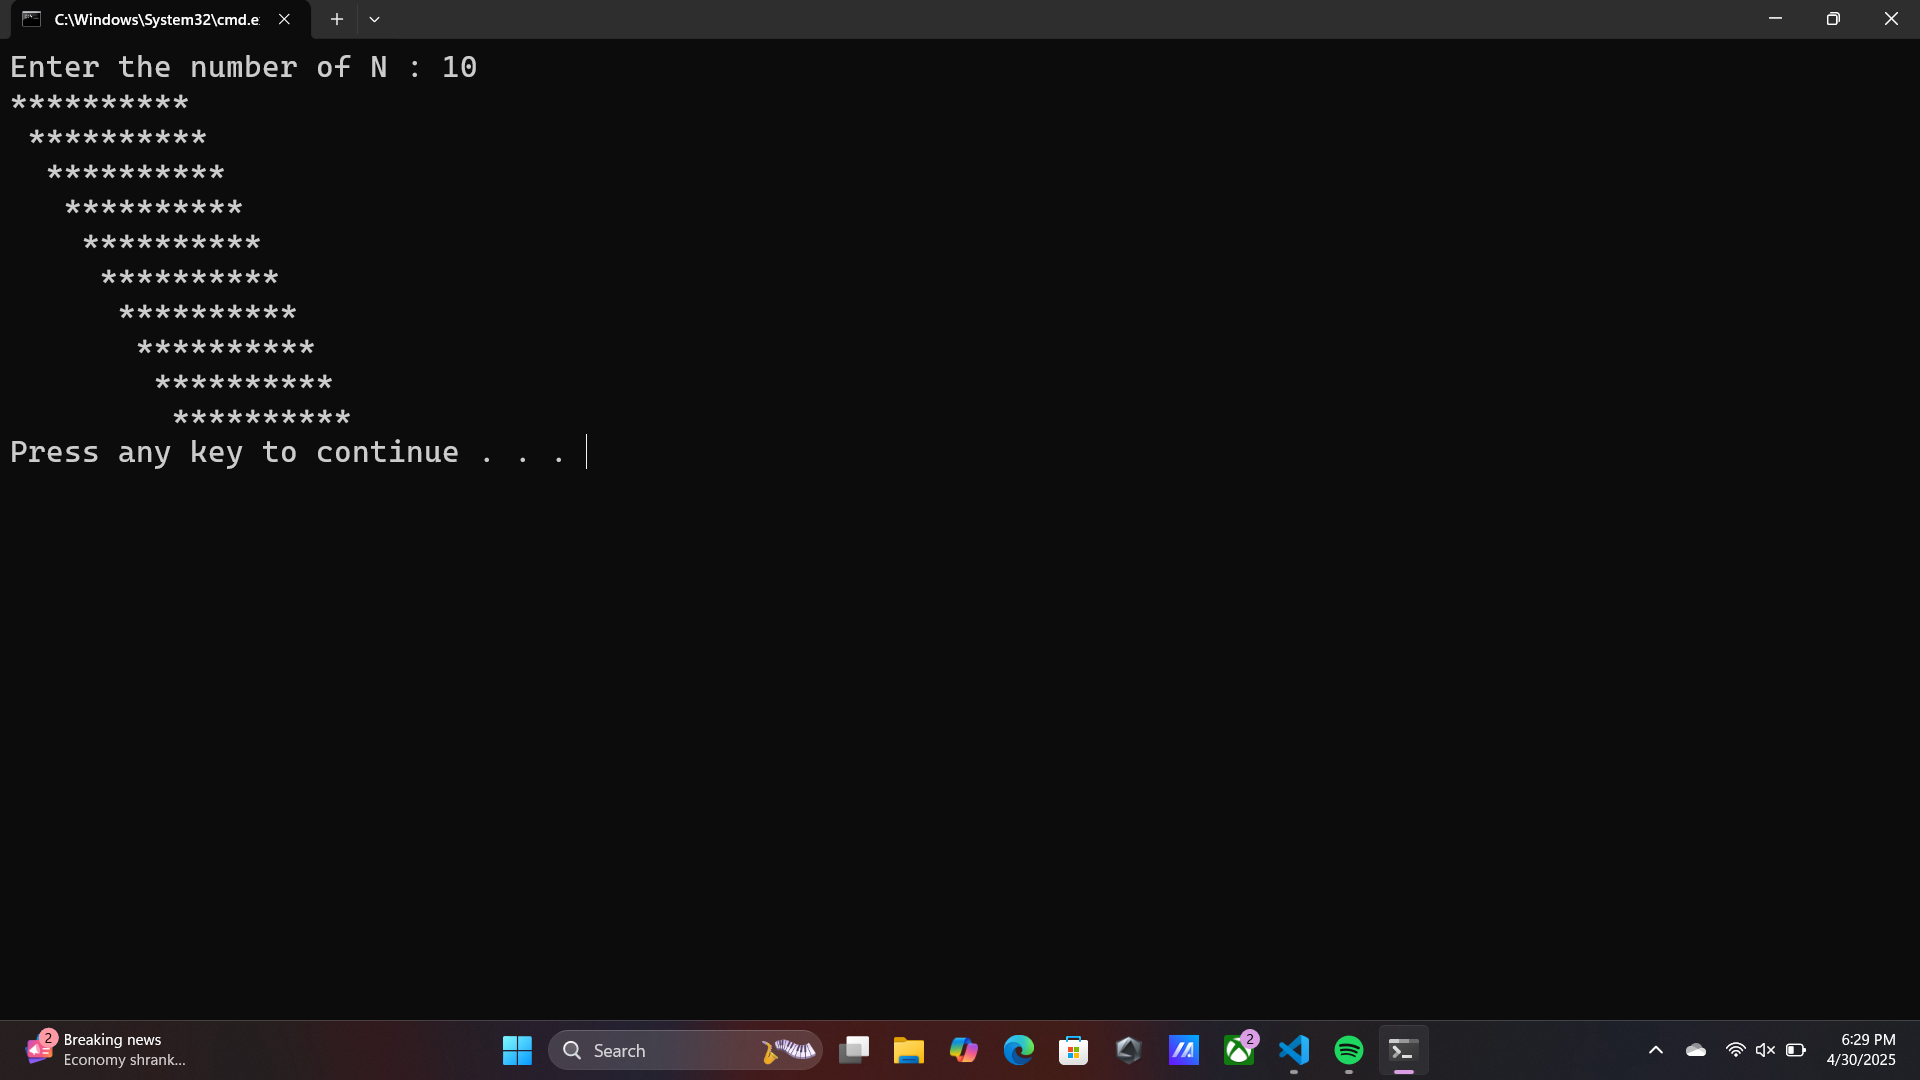 C:\Windows\System32\cmd.e
Enter the number of N : 10
**********
 **********
  **********
   **********
    **********
     **********
      **********
       **********
        **********
         **********
Press any key to continue . . .
2
Breaking news
Economy shrank...
Search
2
6:29 PM
4/30/2025